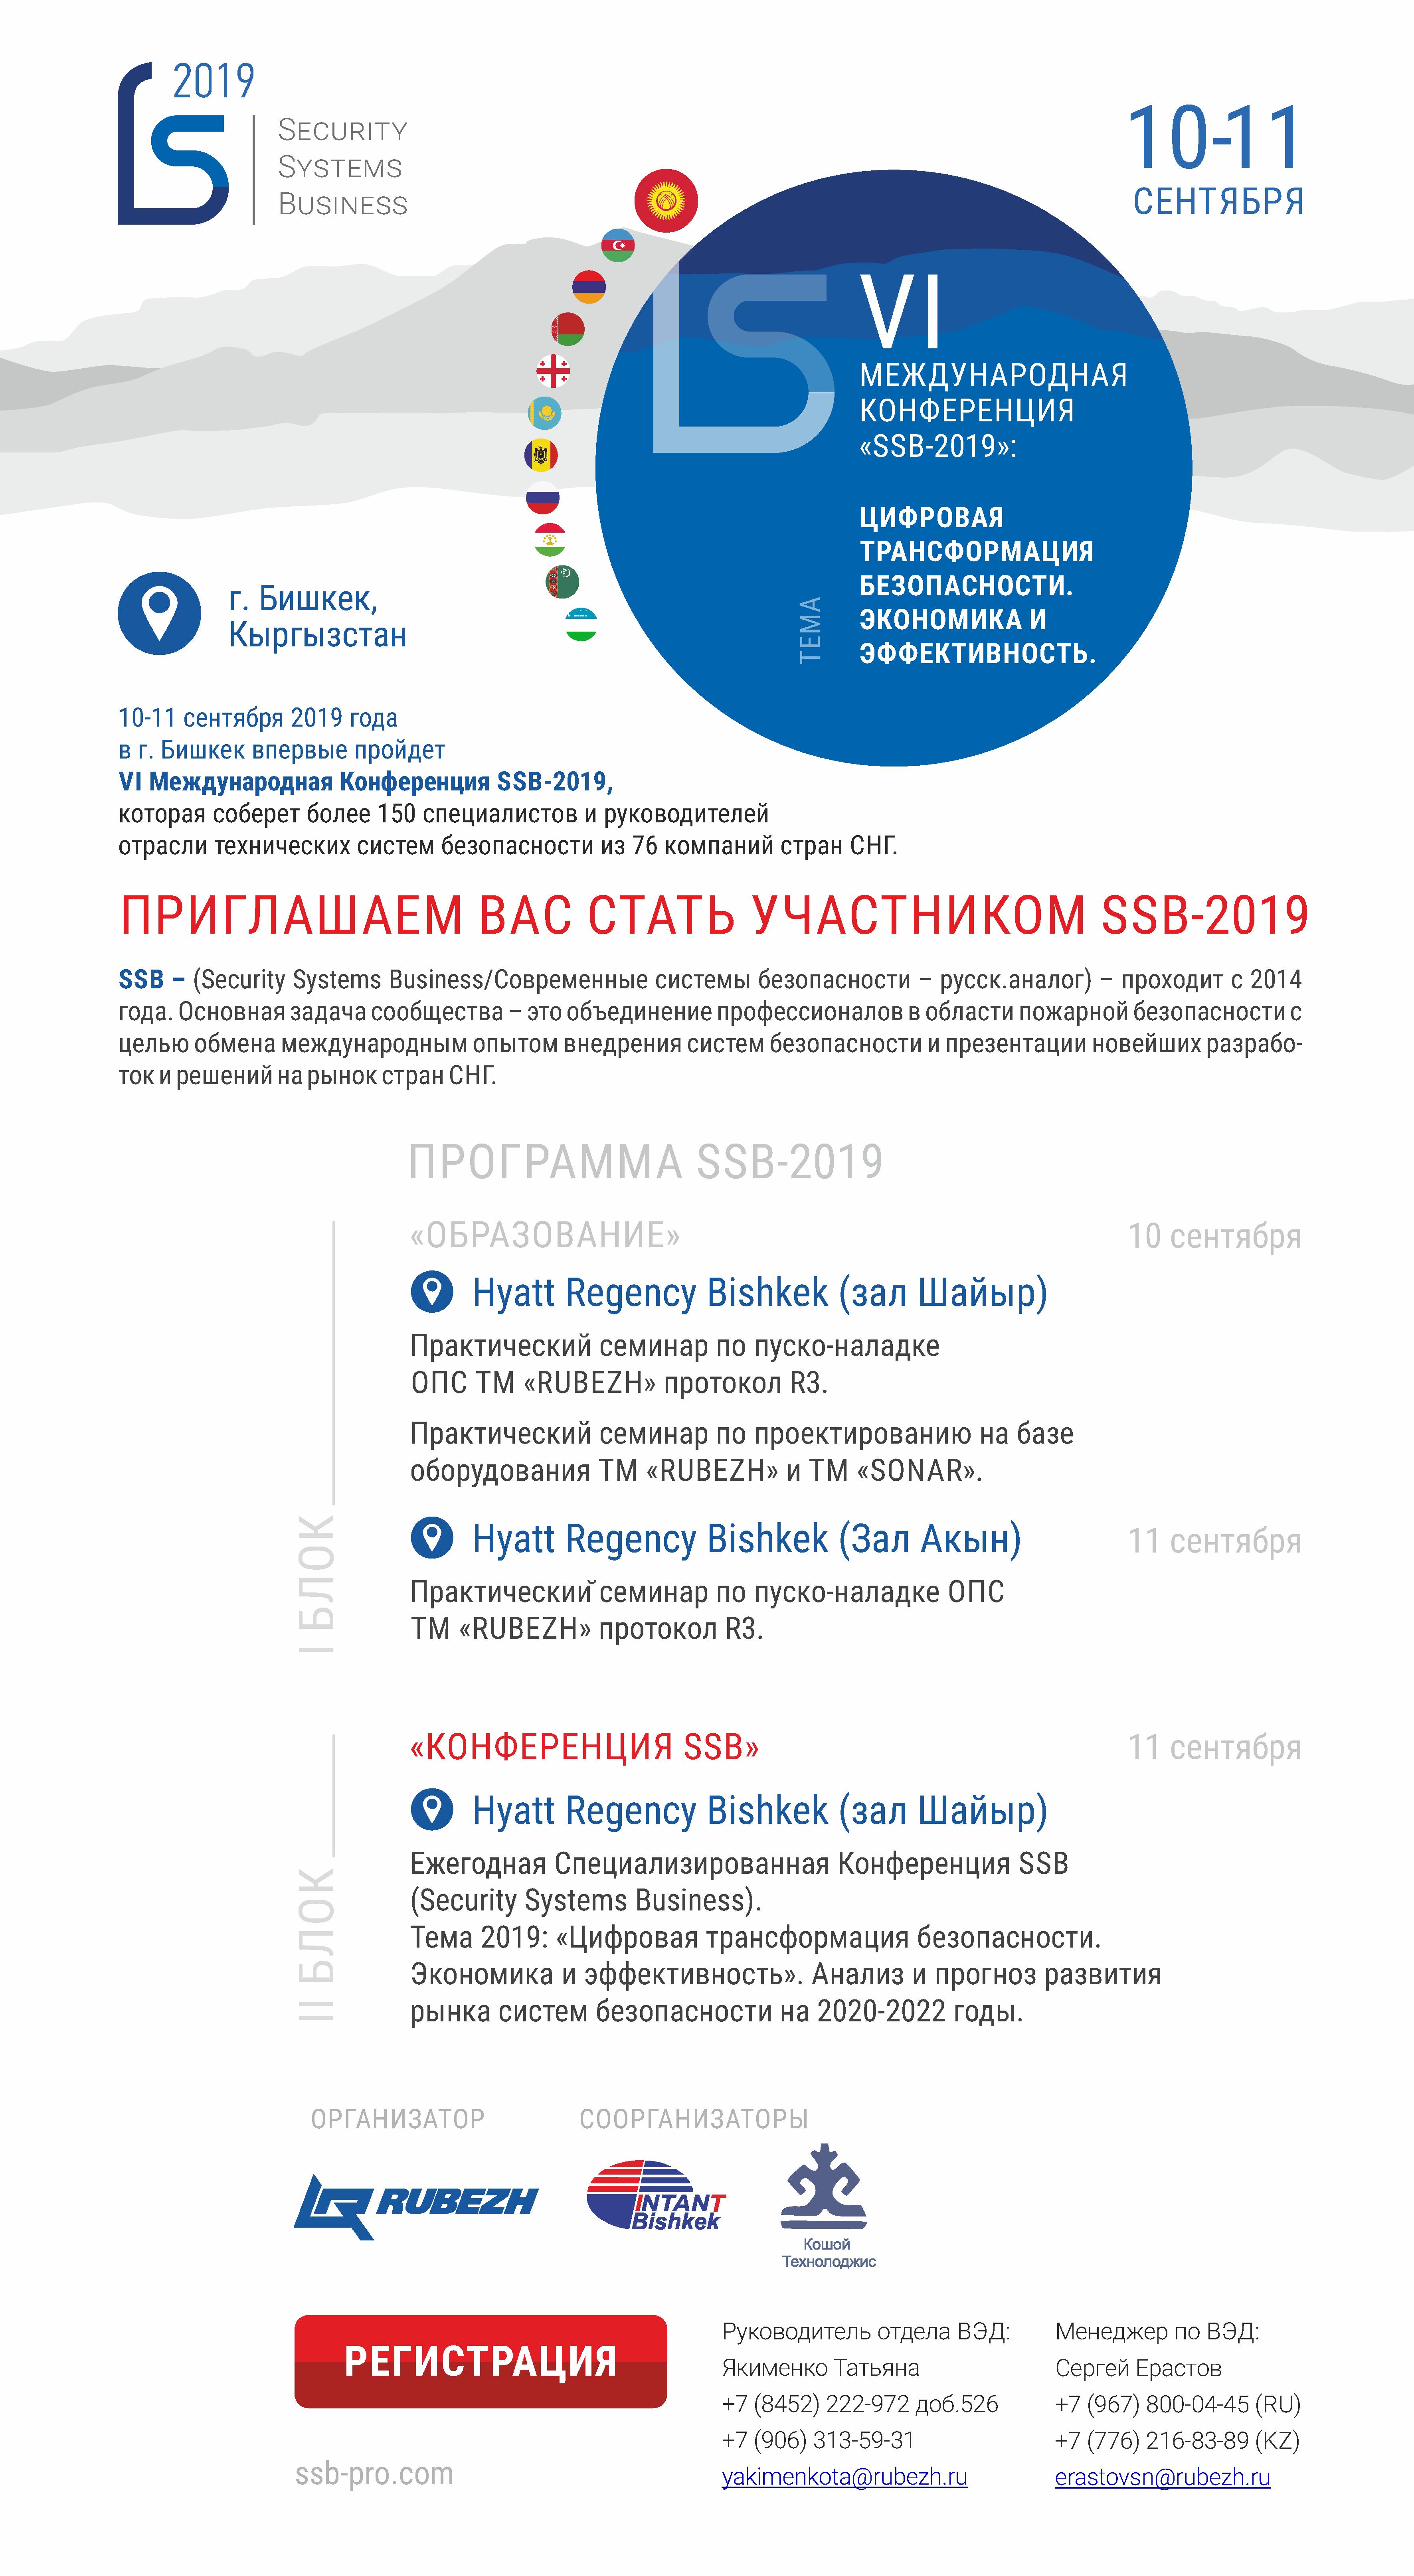 2019
SECURITY
SYSTEMS
BUSINESS
10-11
СЕНТЯБРЯ
VI
МЕЖДУНАРОДНАЯ
КОНФЕРЕНЦИЯ
«SSB-2019»:
ТЕМА
ЦИФРОВАЯ
ТРАНСФОРМАЦИЯ
БЕЗОПАСНОСТИ.
ЭКОНОМИКА И
ЭФФЕКТИВНОСТЬ.
г. Бишкек,
Кыргызстан
10-11 сентября 2019 года
в г. Бишкек впервые пройдет
VI Международная Конференция SSB-2019,
которая соберет более 150 специалистов и руководителей
отрасли технических систем безопасности из 76 компаний стран СНГ.
ПРИГЛАШАЕМ ВАС СТАТЬ УЧАСТНИКОМ SSB-2019
SSB – (Security Systems Business/Современные системы безопасности – русск.аналог) – проходит с 2014
года. Основная задача сообщества – это объединение профессионалов в области пожарной безопасности с
целью обмена международным опытом внедрения систем безопасности и презентации новейших разрабо-
ток и решений на рынок стран СНГ.
ПРОГРАММА SSB-2019
I БЛОК
«ОБРАЗОВАНИЕ» 10 сентября
Hyatt Regency Bishkek (зал Шайыр)
Практический семинар по пуско-наладке
ОПС ТМ «RUBEZH» протокол R3.
Практический семинар по проектированию на базе
оборудования ТМ «RUBEZH» и ТМ «SONAR».
Hyatt Regency Bishkek (Зал Акын) 11 сентября
Практический семинар по пуско-наладке ОПС
ТМ «RUBEZH» протокол R3.
II БЛОК
«КОНФЕРЕНЦИЯ SSB» 11 сентября
Hyatt Regency Bishkek (зал Шайыр)
Ежегодная Специализированная Конференция SSB
(Security Systems Business).
Тема 2019: «Цифровая трансформация безопасности.
Экономика и эффективность». Анализ и прогноз развития
рынка систем безопасности на 2020-2022 годы.
ОРГАНИЗАТОР СООРГАНИЗАТОРЫ
RUBEZH
INTANT
Bishkek
Кошой
Технолоджис
РЕГИСТРАЦИЯ
ssb-pro.com
Руководитель отдела ВЭД:
Якименко Татьяна
+7 (8452) 222-972 доб.526
+7 (906) 313-59-31
yakimenkota@rubezh.ru
Менеджер по ВЭД:
Сергей Ерастов
+7 (967) 800-04-45 (RU)
+7 (776) 216-83-89 (KZ)
erastovsn@rubezh.ru